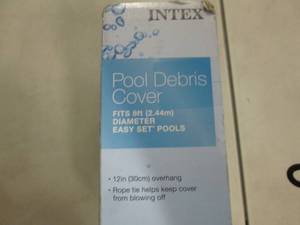 INTEX
Pool Debris
Cover
FITS 8ft (2.44m)
DIAMETER
EASY SET® POOLS
• 12in (30cm) overhang
• Rope tie helps keep cover
from blowing off